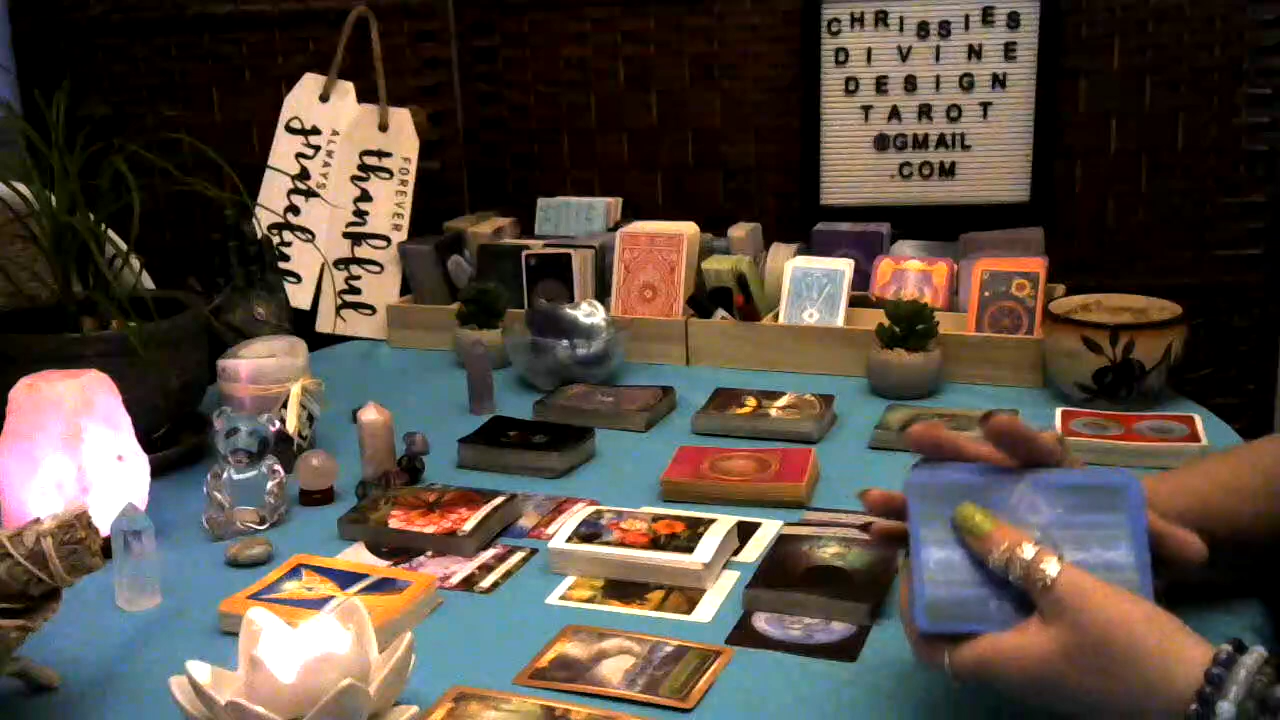 ALWAYS
grateful
FOREVER
thankful
CHRISSIES
DIVINE
DESIGN
TAROT
@GMAIL
.COM